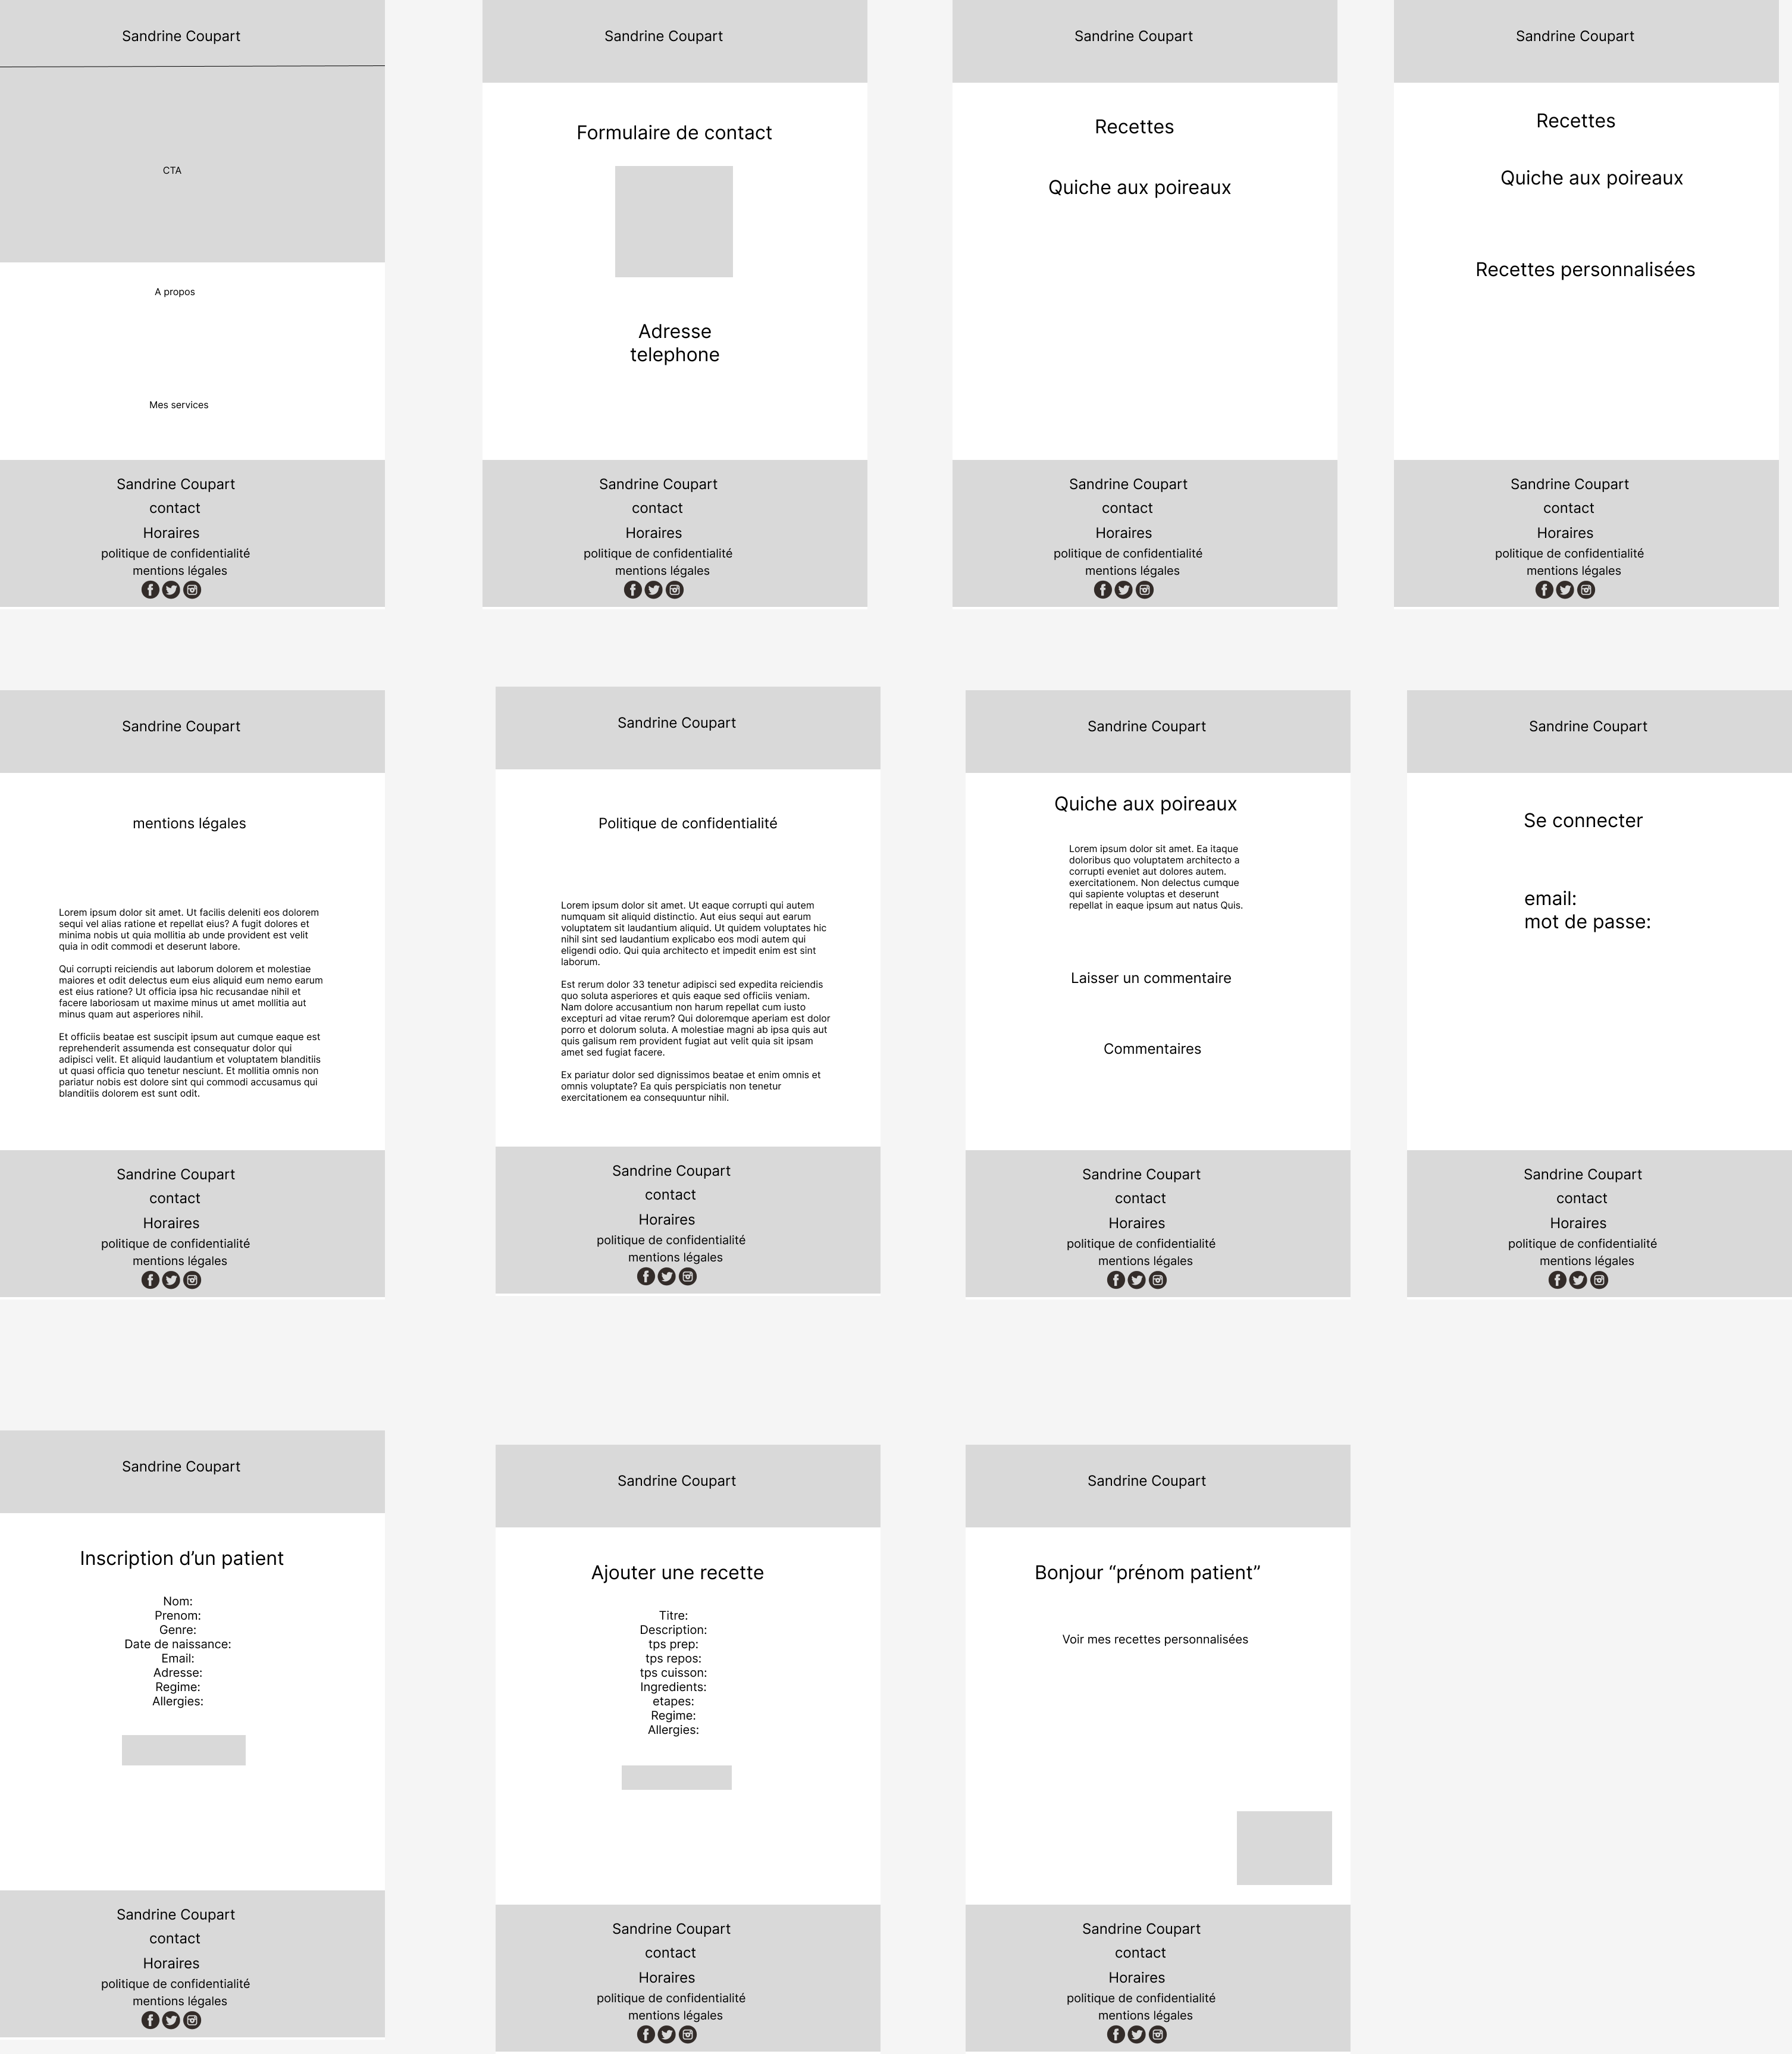 Sandrine Coupart
CTA
A propos
Mes services
Sandrine Coupart
contact
Horaires
politique de confidentialité
mentions légales
Sandrine Coupart
Formulaire de contact
Adresse
telephone
Sandrine Coupart
contact
Horaires
politique de confidentialité
mentions légales
Sandrine Coupart
Recettes
Quiche aux poireaux
Sandrine Coupart
contact
Horaires
politique de confidentialité
mentions légales
Sandrine Coupart
Recettes
Quiche aux poireaux
Recettes personnalisées
Sandrine Coupart
contact
Horaires
politique de confidentialité
mentions légales
Sandrine Coupart
mentions légales
Lorem ipsum dolor sit amet. Ut facilis deleniti eos dolorem
sequi vel alias ratione et repellat eius? A fugit dolores et
minima nobis ut quia mollitia ab unde provident est velit
quia in odit commodi et deserunt labore.
Qui corrupti reiciendis aut laborum dolorem et molestiae
maiores et odit delectus eum eius aliquid eum nemo earum
est eius ratione? Ut officia ipsa hic recusandae nihil et
facere laboriosam ut maxime minus ut amet mollitia aut
minus quam aut asperiores nihil.
Et officiis beatae est suscipit ipsum aut cumque eaque est
reprehenderit assumenda est consequatur dolor qui
adipisci velit. Et aliquid laudantium et voluptatem blanditiis
ut quasi officia quo tenetur nesciunt. Et mollitia omnis non
pariatur nobis est dolore sint qui commodi accusamus qui
blanditiis dolorem est sunt odit.
Sandrine Coupart
contact
Horaires
politique de confidentialité
mentions légales
Sandrine Coupart
Politique de confidentialité
Lorem ipsum dolor sit amet. Ut eaque corrupti qui autem
numquam sit aliquid distinctio. Aut eius sequi aut earum
voluptatem sit laudantium aliquid. Ut quidem voluptates hic
nihil sint sed laudantium explicabo eos modi autem qui
eligendi odio. Qui quia architecto et impedit enim est sint
laborum.
Est rerum dolor 33 tenetur adipisci sed expedita reiciendis
quo soluta asperiores et quis eaque sed officiis veniam.
Nam dolore accusantium non harum repellat cum iusto
excepturi ad vitae rerum? Qui doloremque aperiam est dolor
porro et dolorum soluta. A molestiae magni ab ipsa quis aut
quis galisum rem provident fugiat aut velit quia sit ipsam
amet sed fugiat facere.
Ex pariatur dolor sed dignissimos beatae et enim omnis et
omnis voluptate? Ea quis perspiciatis non tenetur
exercitationem ea consequuntur nihil.
Sandrine Coupart
contact
Horaires
politique de confidentialité
mentions légales
Sandrine Coupart
Quiche aux poireaux
Lorem ipsum dolor sit amet. Ea itaque
doloribus quo voluptatem architecto a
corrupti eveniet aut dolores autem.
exercitationem. Non delectus cumque
qui sapiente voluptas et deserunt
repellat in eaque ipsum aut natus Quis.
Laisser un commentaire
Commentaires
Sandrine Coupart
contact
Horaires
politique de confidentialité
mentions légales
Sandrine Coupart
Se connecter
email:
mot de passe:
Sandrine Coupart
contact
Horaires
politique de confidentialité
mentions légales
Sandrine Coupart
Inscription d’un patient
Nom:
Prenom:
Genre:
Date de naissance:
Email:
Adresse:
Regime:
Allergies:
Sandrine Coupart
contact
Horaires
politique de confidentialité
mentions légales
Sandrine Coupart
Ajouter une recette
Titre:
Description:
tps prep:
tps repos:
tps cuisson:
Ingredients:
etapes:
Regime:
Allergies:
Sandrine Coupart
contact
Horaires
politique de confidentialité
mentions légales
Sandrine Coupart
Bonjour “prénom patient”
Voir mes recettes personnalisées
Sandrine Coupart
contact
Horaires
politique de confidentialité
mentions légales